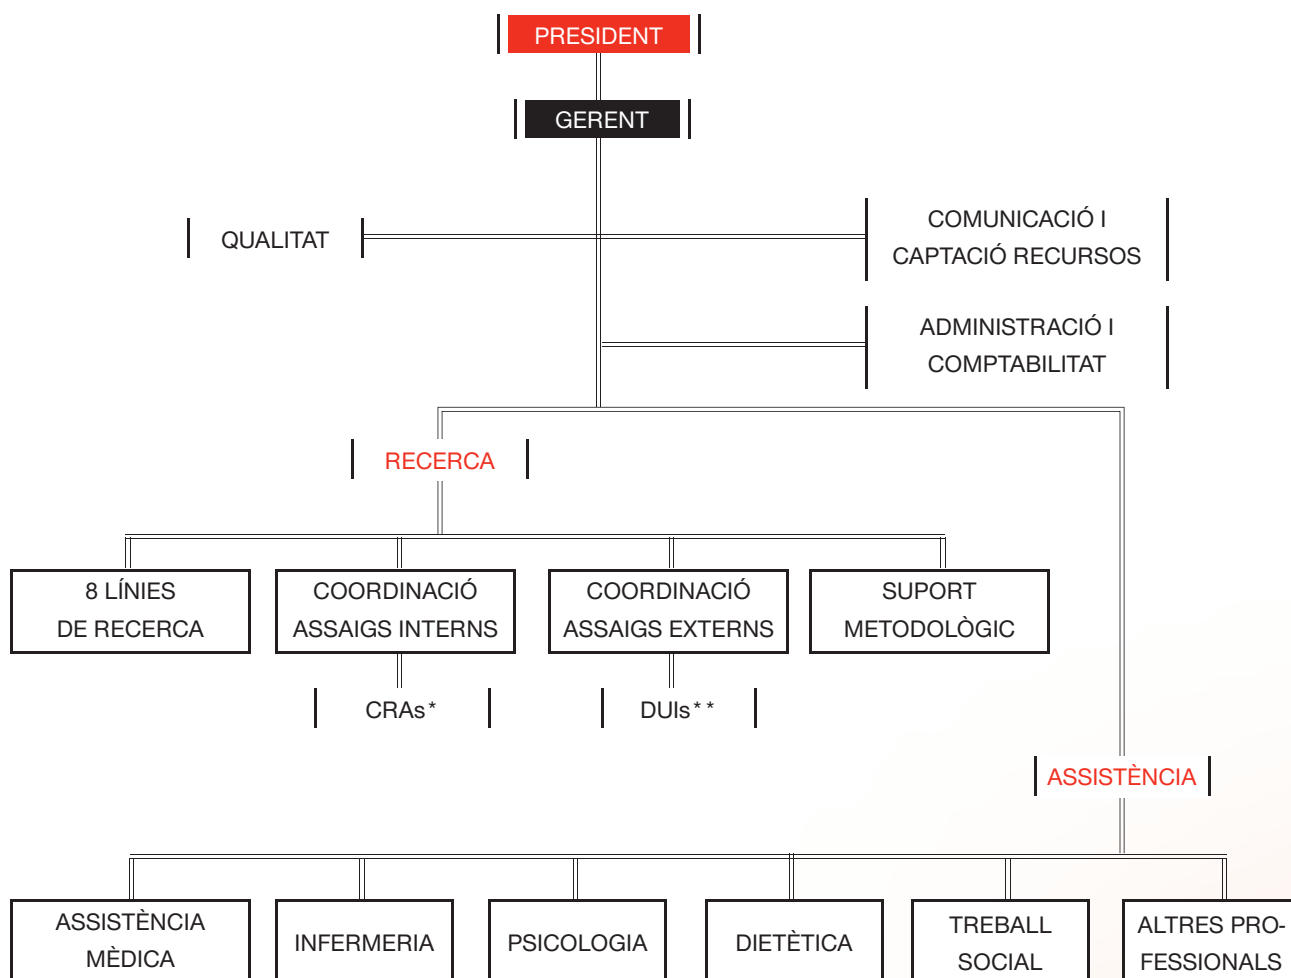 PRESIDENT
GERENT
QUALITAT
COMUNICACIÓ I
CAPTACIÓ RECURSOS
ADMINISTRACIÓ I
COMPTABILITAT
RECERCA
8 LÍNIES
DE RECERCA
COORDINACIÓ
ASSAIGS INTERNS
COORDINACIÓ
ASSAIGS EXTERNS
SUPORT
METODOLÒGIC
CRAs*
DUIs**
ASSISTÈNCIA
ASSISTÈNCIA
MÈDICA
INFERMERIA
PSICOLOGIA
DIETÈTICA
TREBALL
SOCIAL
ALTRES PRO-
FESSIONALS